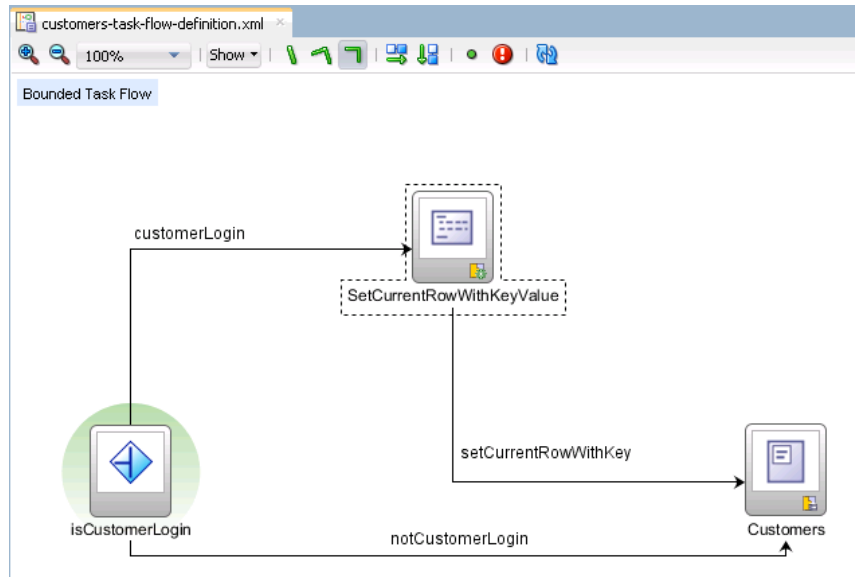 customers-task-flow-definition.xml
100%
Show
Bounded Task Flow
customerLogin
SetCurrentRowWithKeyValue
setCurrentRowWithKey
isCustomerLogin
Customers
notCustomerLogin